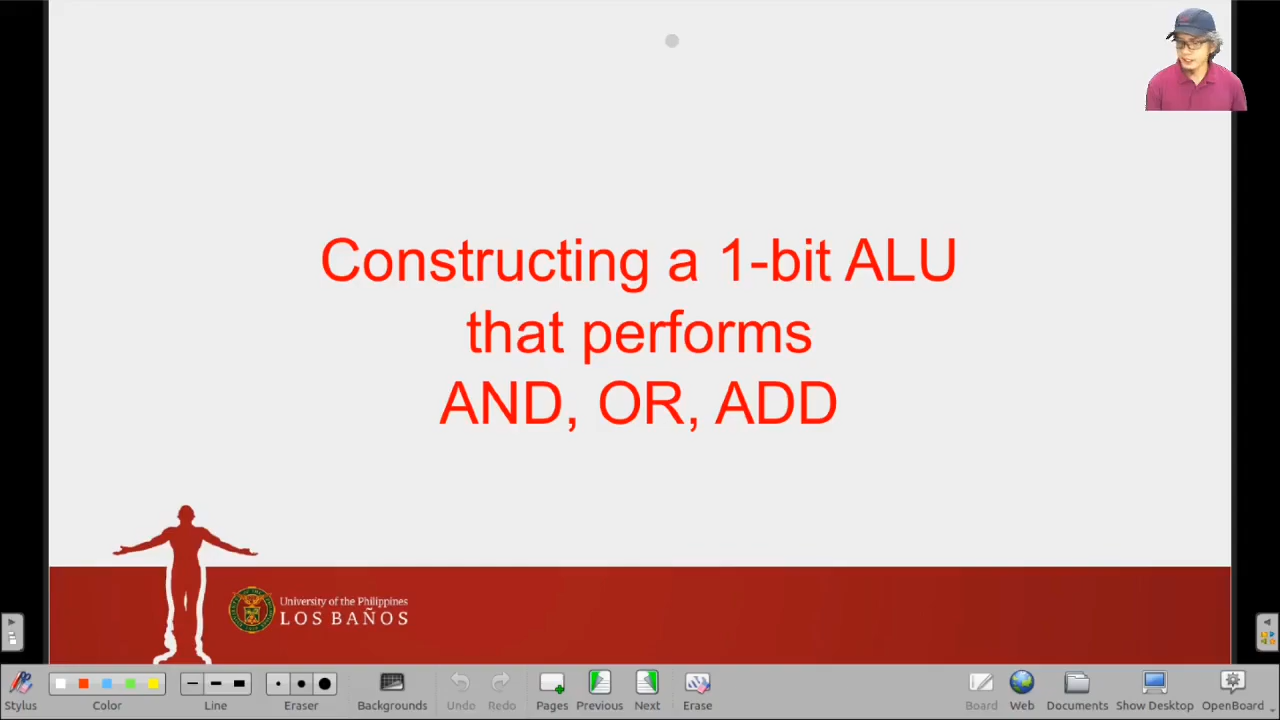 Constructing a 1-bit ALU
that performs
AND, OR, ADD
University of the Philippines
LOS BAÑOS
Stylus
Color
Line
Eraser
Backgrounds
Undo
Redo
Pages
Previous
Next
Erase
Board
Web
Documents
Show Desktop
OpenBoard